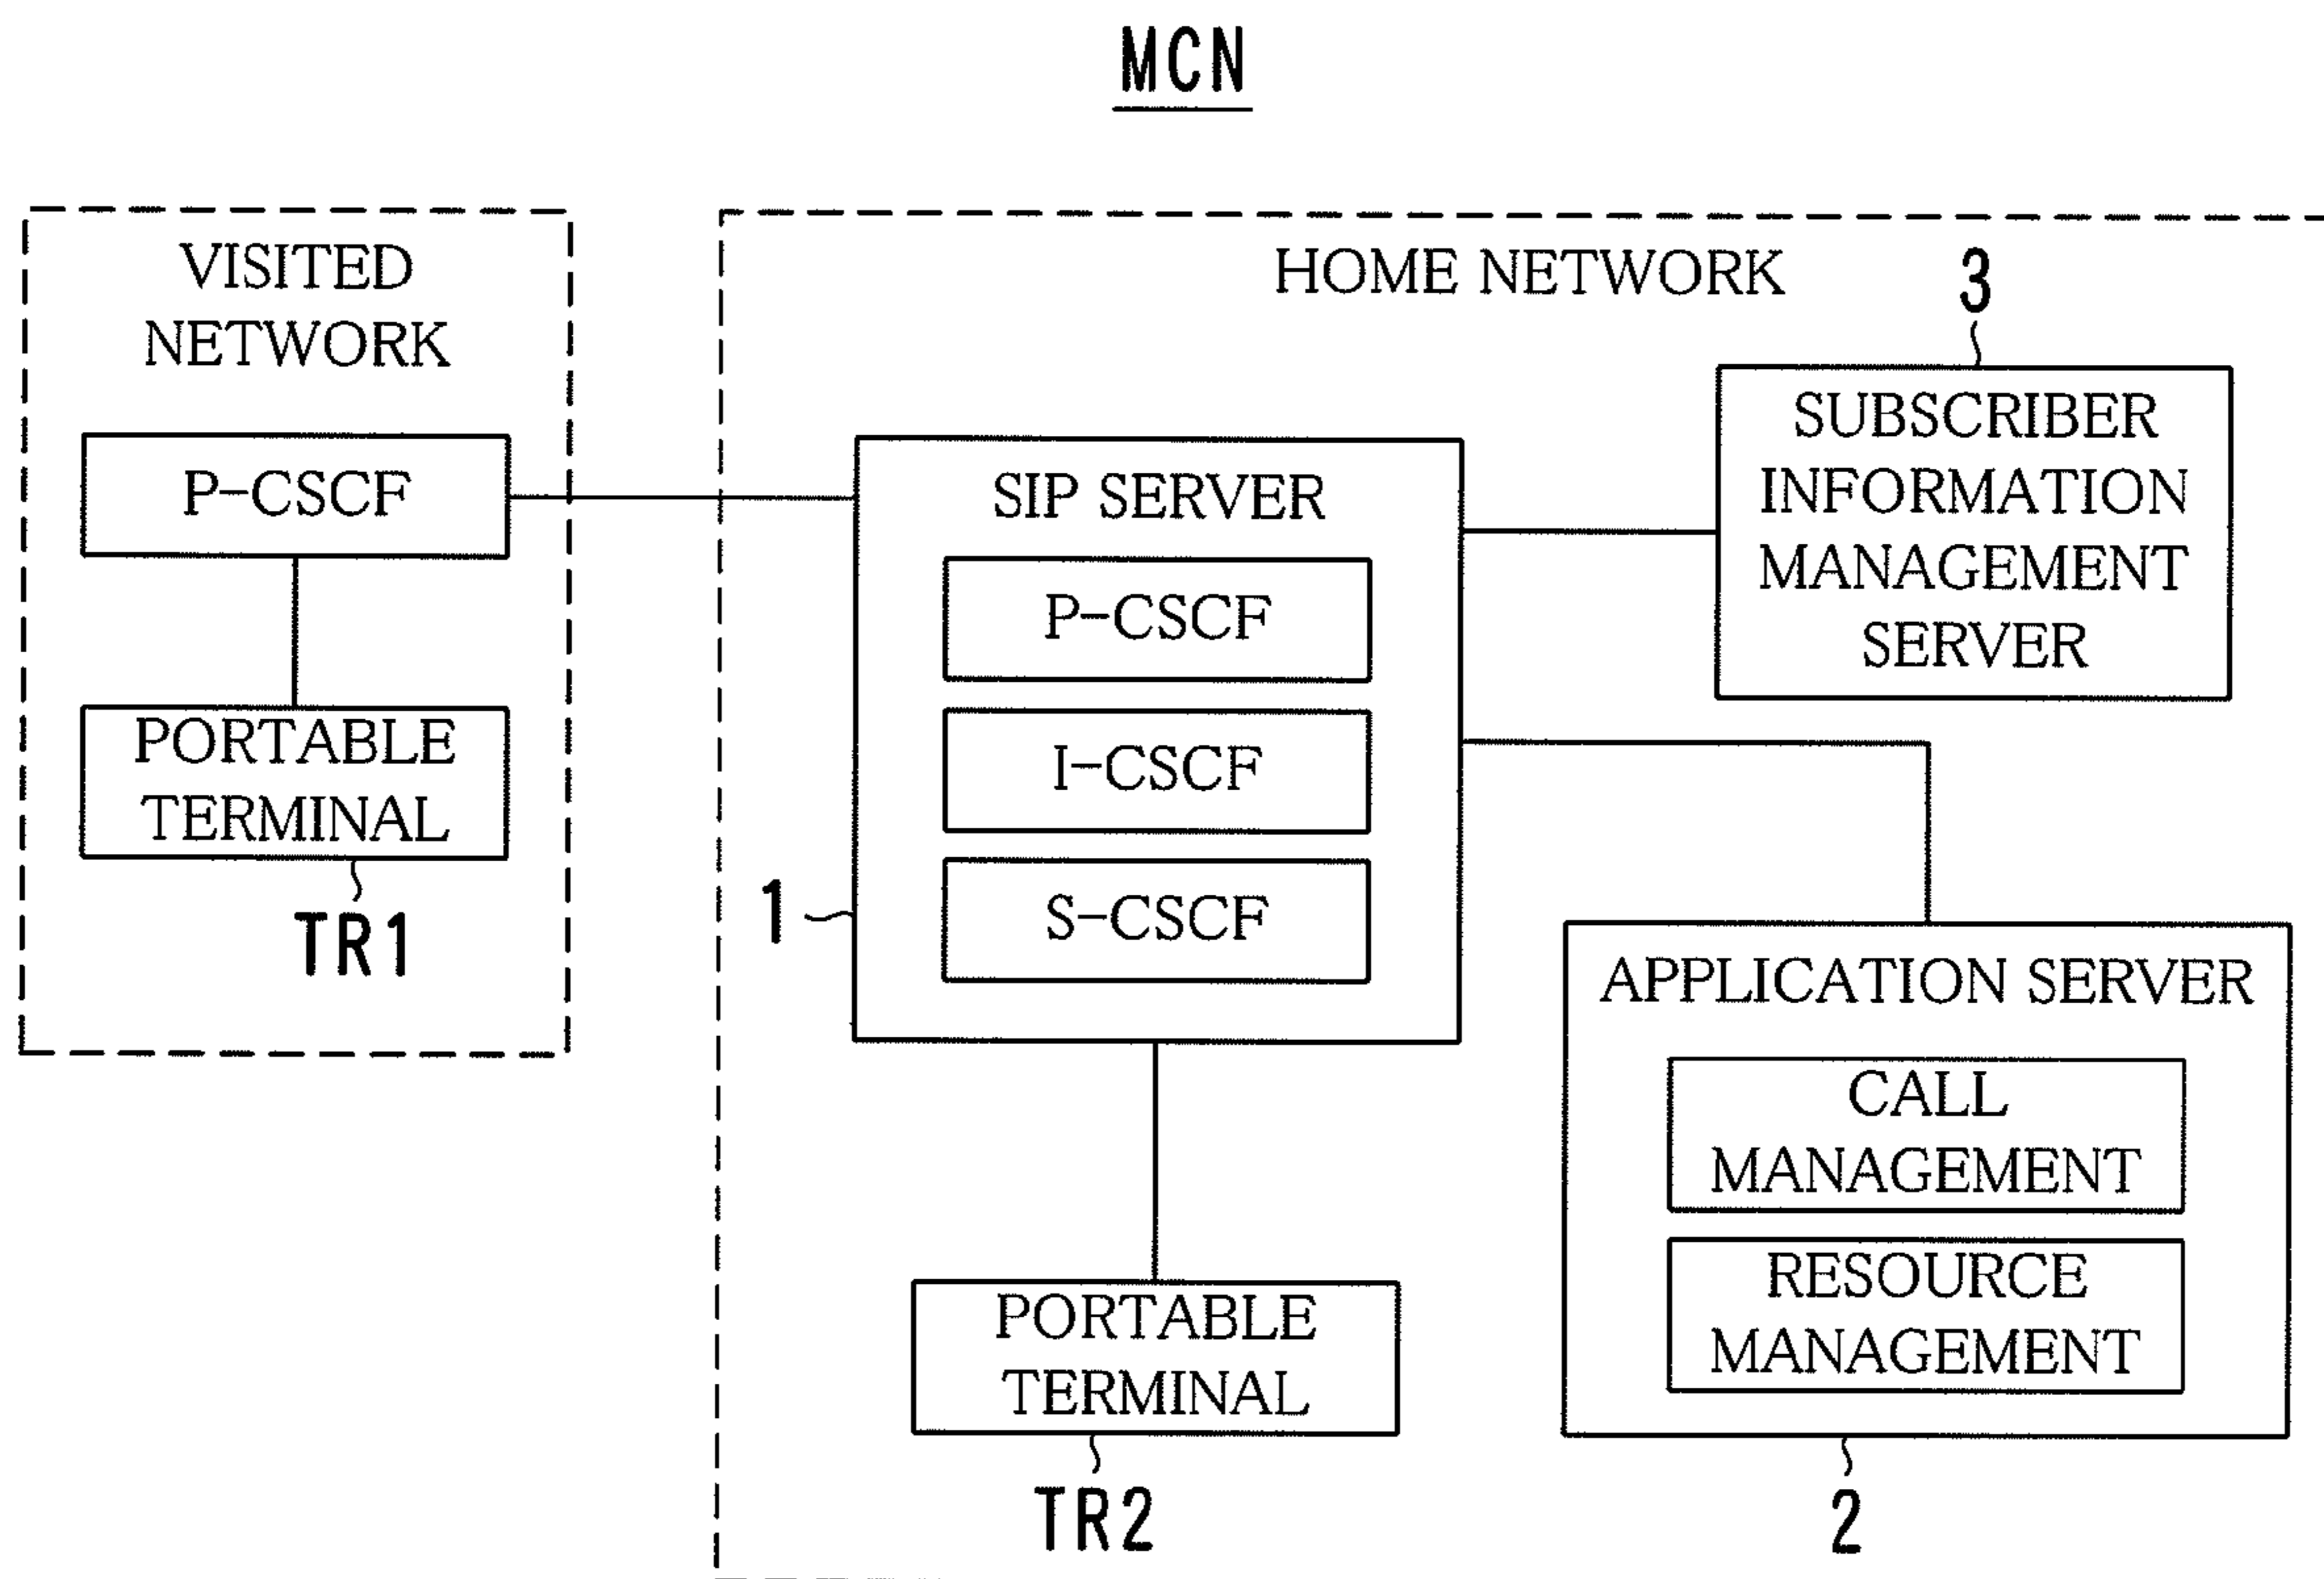 MCN
VISITED
NETWORK
P-CSCF
PORTABLE
TERMINAL
TR1
HOME NETWORK
3
SUBSCRIBER
INFORMATION
MANAGEMENT
SERVER
SIP SERVER
P-CSCF
I-CSCF
S-CSCF
1
APPLICATION SERVER
CALL
MANAGEMENT
RESOURCE
MANAGEMENT
2
PORTABLE
TERMINAL
TR2